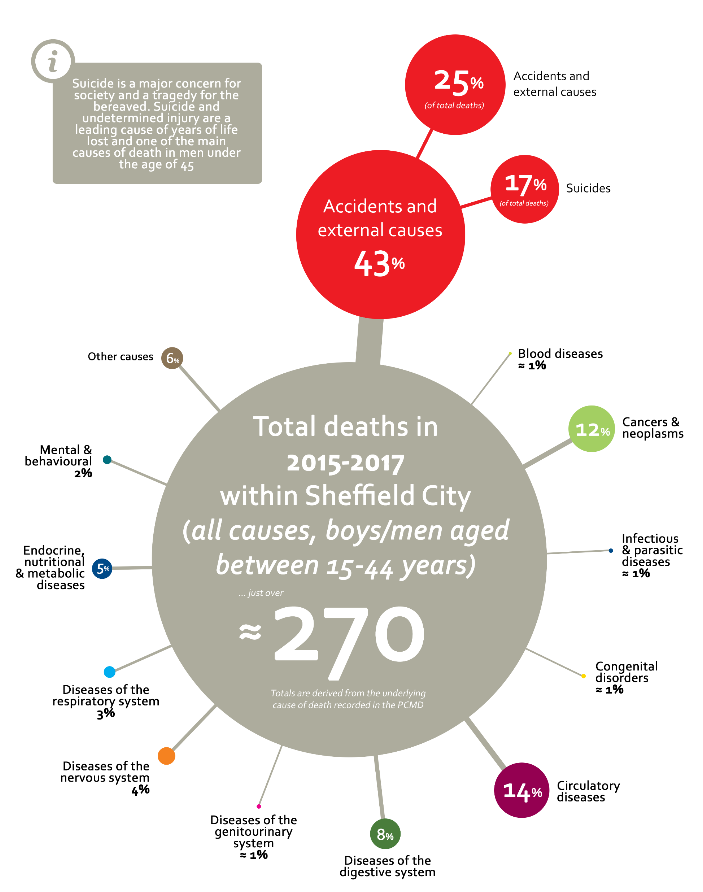 i
Suicide is a major concern for
society and a tragedy for the
bereaved. Suicide and
undetermined injury are a
leading cause of years of life
lost and one of the main
causes of death in men under
the age of 45
25%
(of total deaths)
Accidents and
external causes
17%
(of total deaths)
Suicides
Accidents and
external causes
43%
Other causes 6%
Blood diseases
≈ 1%
12%
Cancers &
neoplasms
Mental &
behavioural
2%
Infectious
& parasitic
diseases
≈ 1%
Endocrine,
nutritional
& metabolic
diseases
5%
Total deaths in
2015-2017
within Sheffield City
(all causes, boys/men aged
between 15-44 years)
... just over
≈ 270
Totals are derived from the underlying
cause of death recorded in the PCMD
Congenital
disorders
≈ 1%
Diseases of the
respiratory system
3%
Diseases of the
nervous system
4%
14%
Circulatory
diseases
Diseases of the
genitourinary
system
≈ 1%
8%
Diseases of the
digestive system